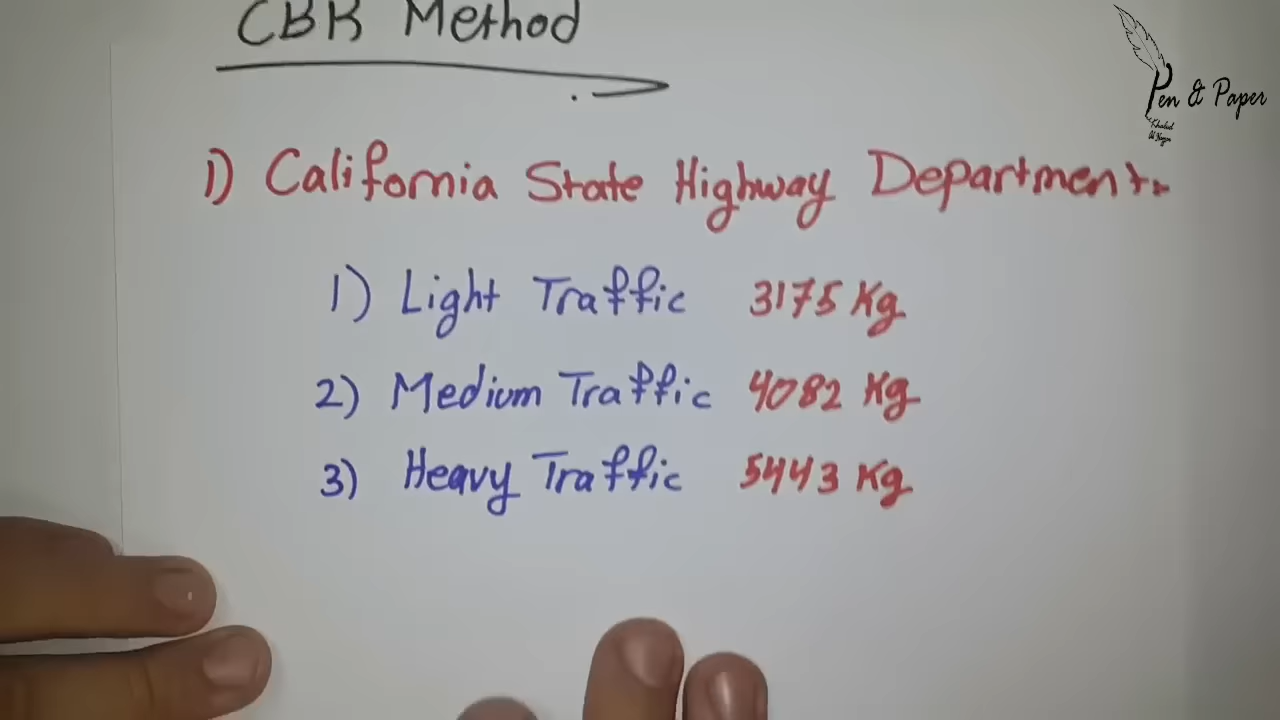 CBR Method
1) California State Highway Department.
1) Light Traffic 3175 Kg
2) Medium Traffic 4082 Kg
3) Heavy Traffic 5443 Kg
Pen & Paper
Khaled